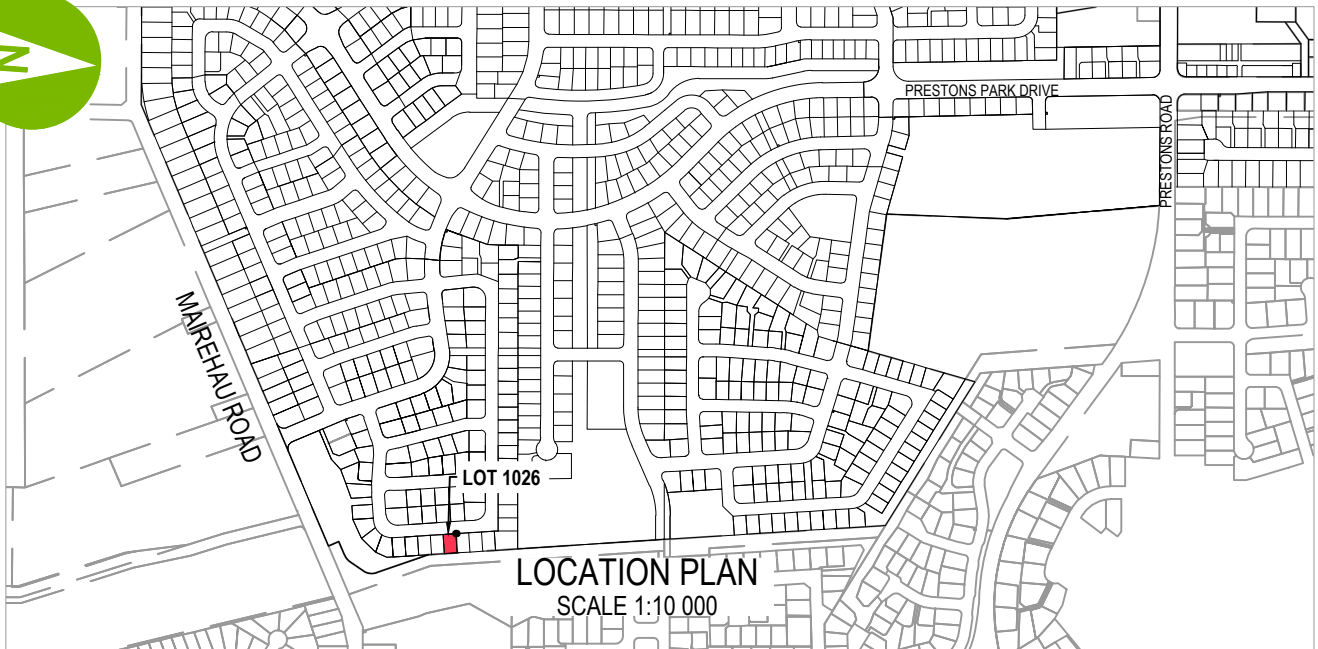 N
PRESTONS PARK DRIVE
PRESTONS ROAD
MAIREHAU ROAD
LOT 1026
LOCATION PLAN
SCALE 1:10 000